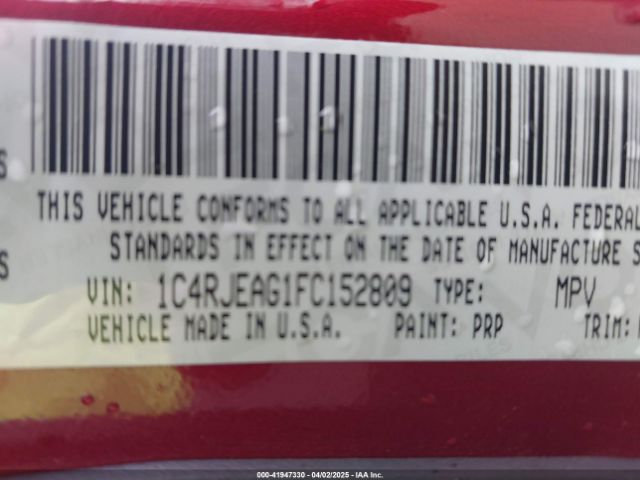 S
THIS VEHICLE CONFORMS TO ALL APPLICABLE U.S.A. FEDERAL
STANDARDS IN EFFECT ON THE DATE OF MANUFACTURE S
S
VIN: 1C4RJEAG1FC152809 TYPE: MPV
VEHICLE MADE IN U.S.A. PAINT: PRP TRIM:
000-41947330 - 04/02/2025 - IAA Inc.